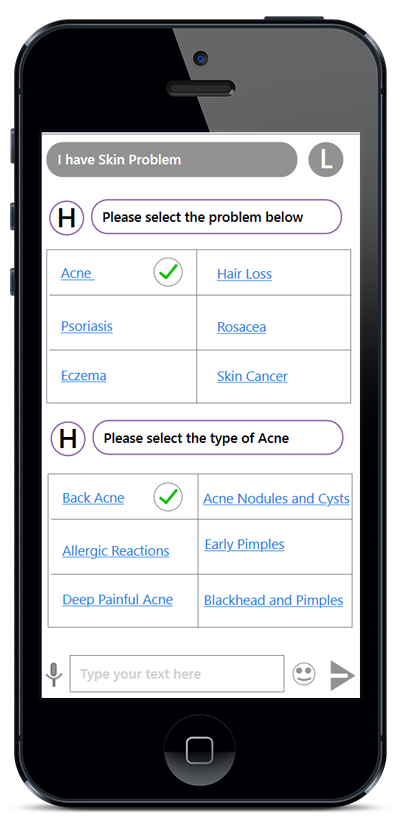 I have Skin Problem
L
H
Please select the problem below
Acne
Hair Loss
Psoriasis
Rosacea
Eczema
Skin Cancer
H
Please select the type of Acne
Back Acne
Acne Nodules and Cysts
Allergic Reactions
Early Pimples
Deep Painful Acne
Blackhead and Pimples
Type your text here